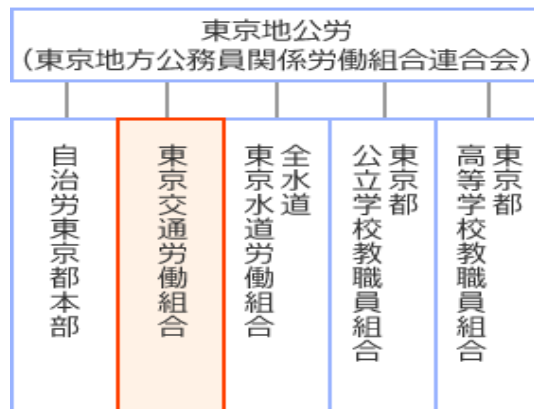 東京地公労
（東京地方公務員関係労働組合連合会）
自治労東京都本部
東京交通労働組合
全水道
東京水道労働組合
東京都
公立学校教職員組合
東京都
高等学校教職員組合